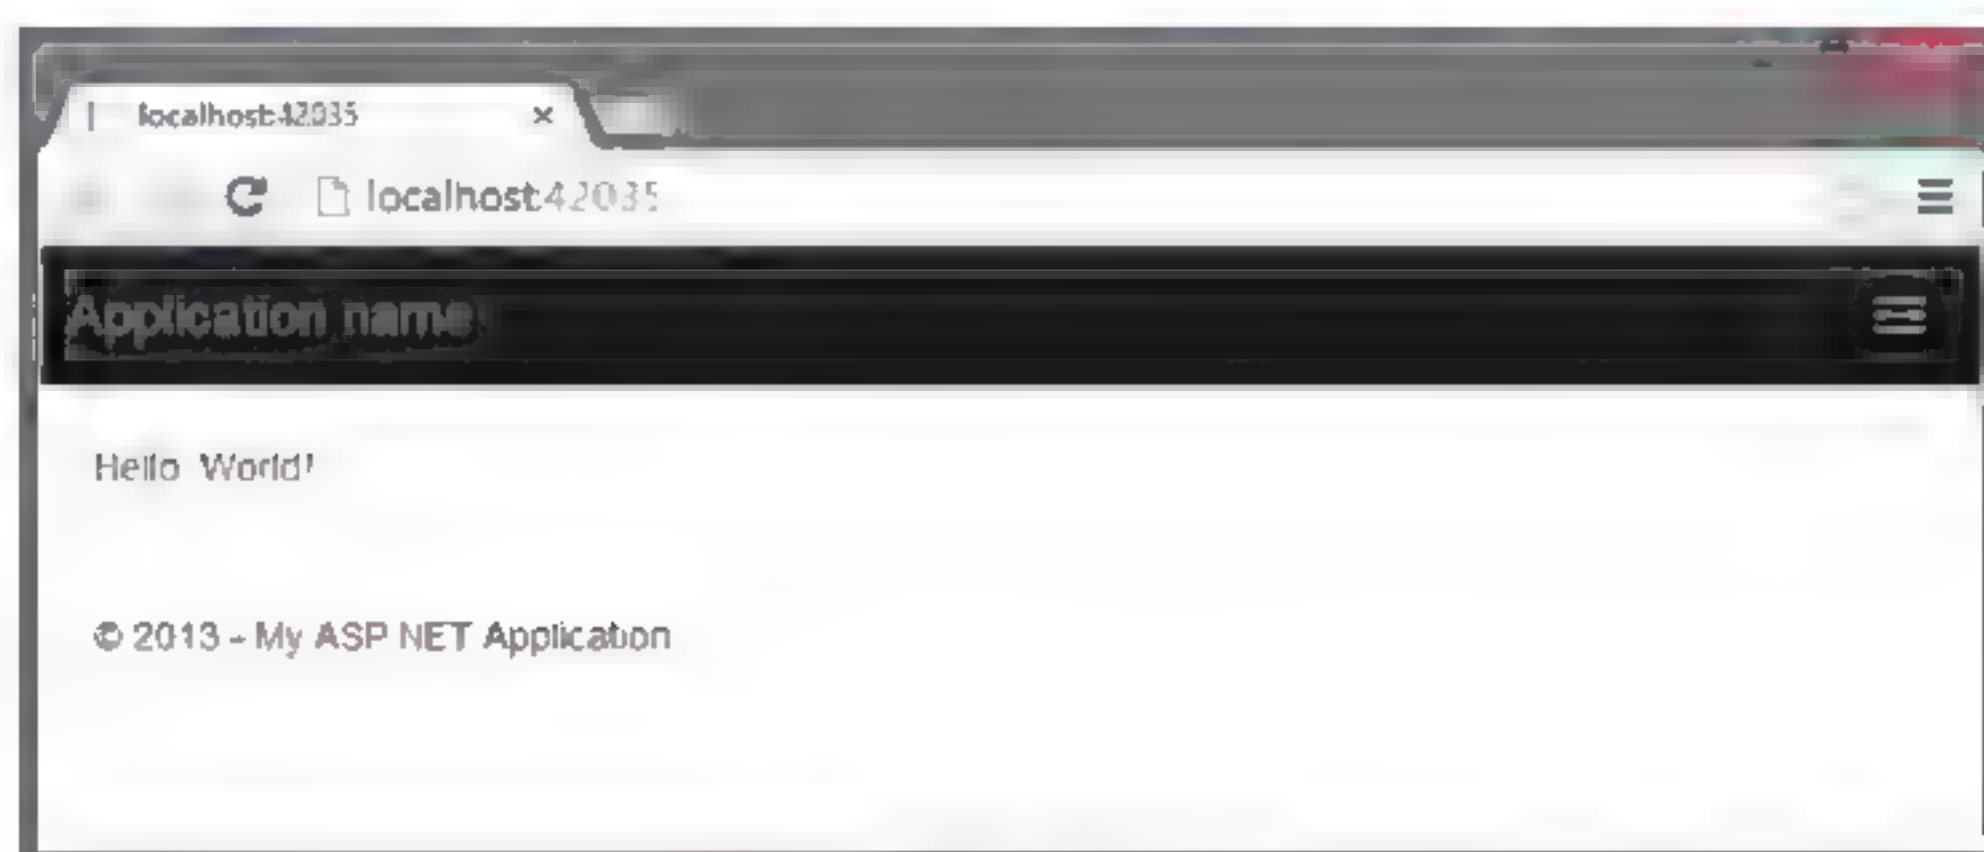 localhost:42035
localhost:42035
Application name
Hello World!
© 2013 - My ASP NET Application